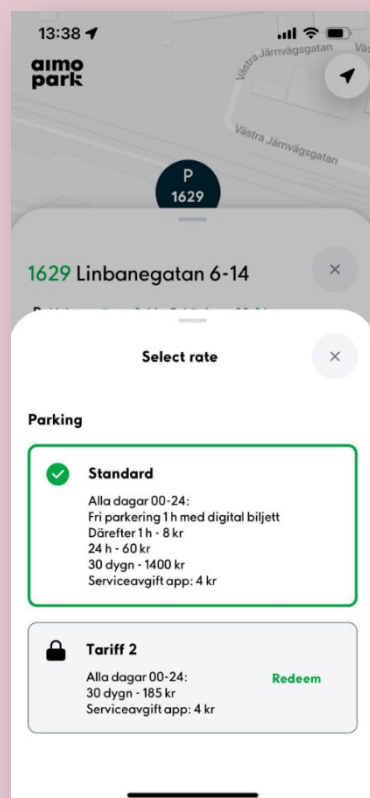 13:38
Västra Järnvägsgatan
Väs
aimo
park
Västra Järnvägsgatan
P
1629
1629 Linbanegatan 6-14
Select rate
Parking
Standard
Alla dagar 00-24:
Fri parkering 1 h med digital biljett
Därefter 1 h - 8 kr
24 h - 60 kr
30 dygn - 1400 kr
Serviceavgift app: 4 kr
Tariff 2
Alla dagar 00-24:
30 dygn - 185 kr
Serviceavgift app: 4 kr
Redeem